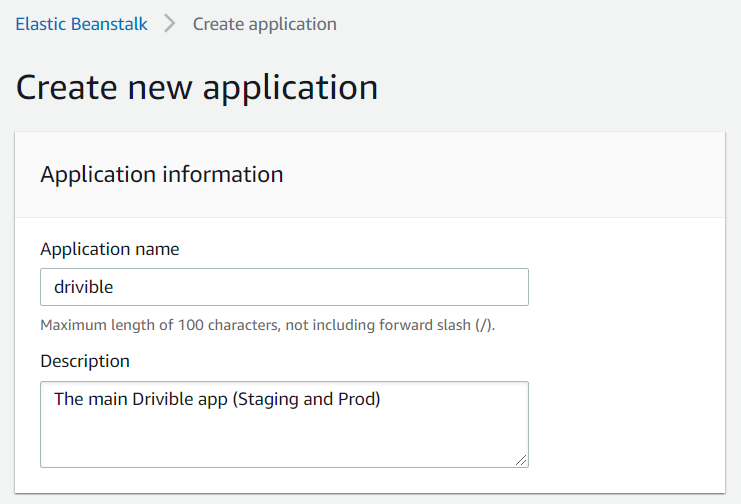 Elastic Beanstalk > Create application
Create new application
Application information
Application name
drivible
Maximum length of 100 characters, not including forward slash (/).
Description
The main Drivible app (Staging and Prod)